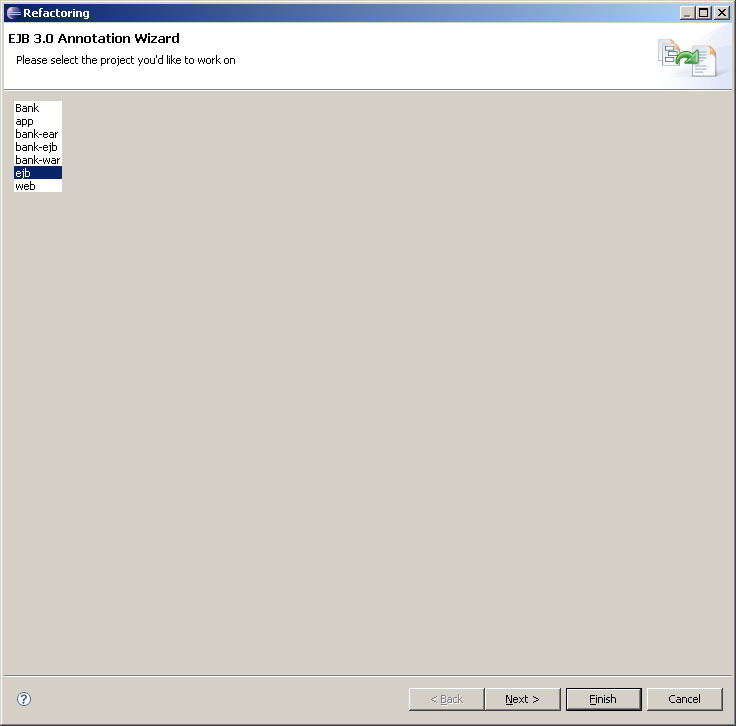 Refactoring
EJB 3.0 Annotation Wizard
Please select the project you'd like to work on
Bank
app
bank-ear
bank-ejb
bank-war
ejb
web
?
< Back
Next >
Finish
Cancel